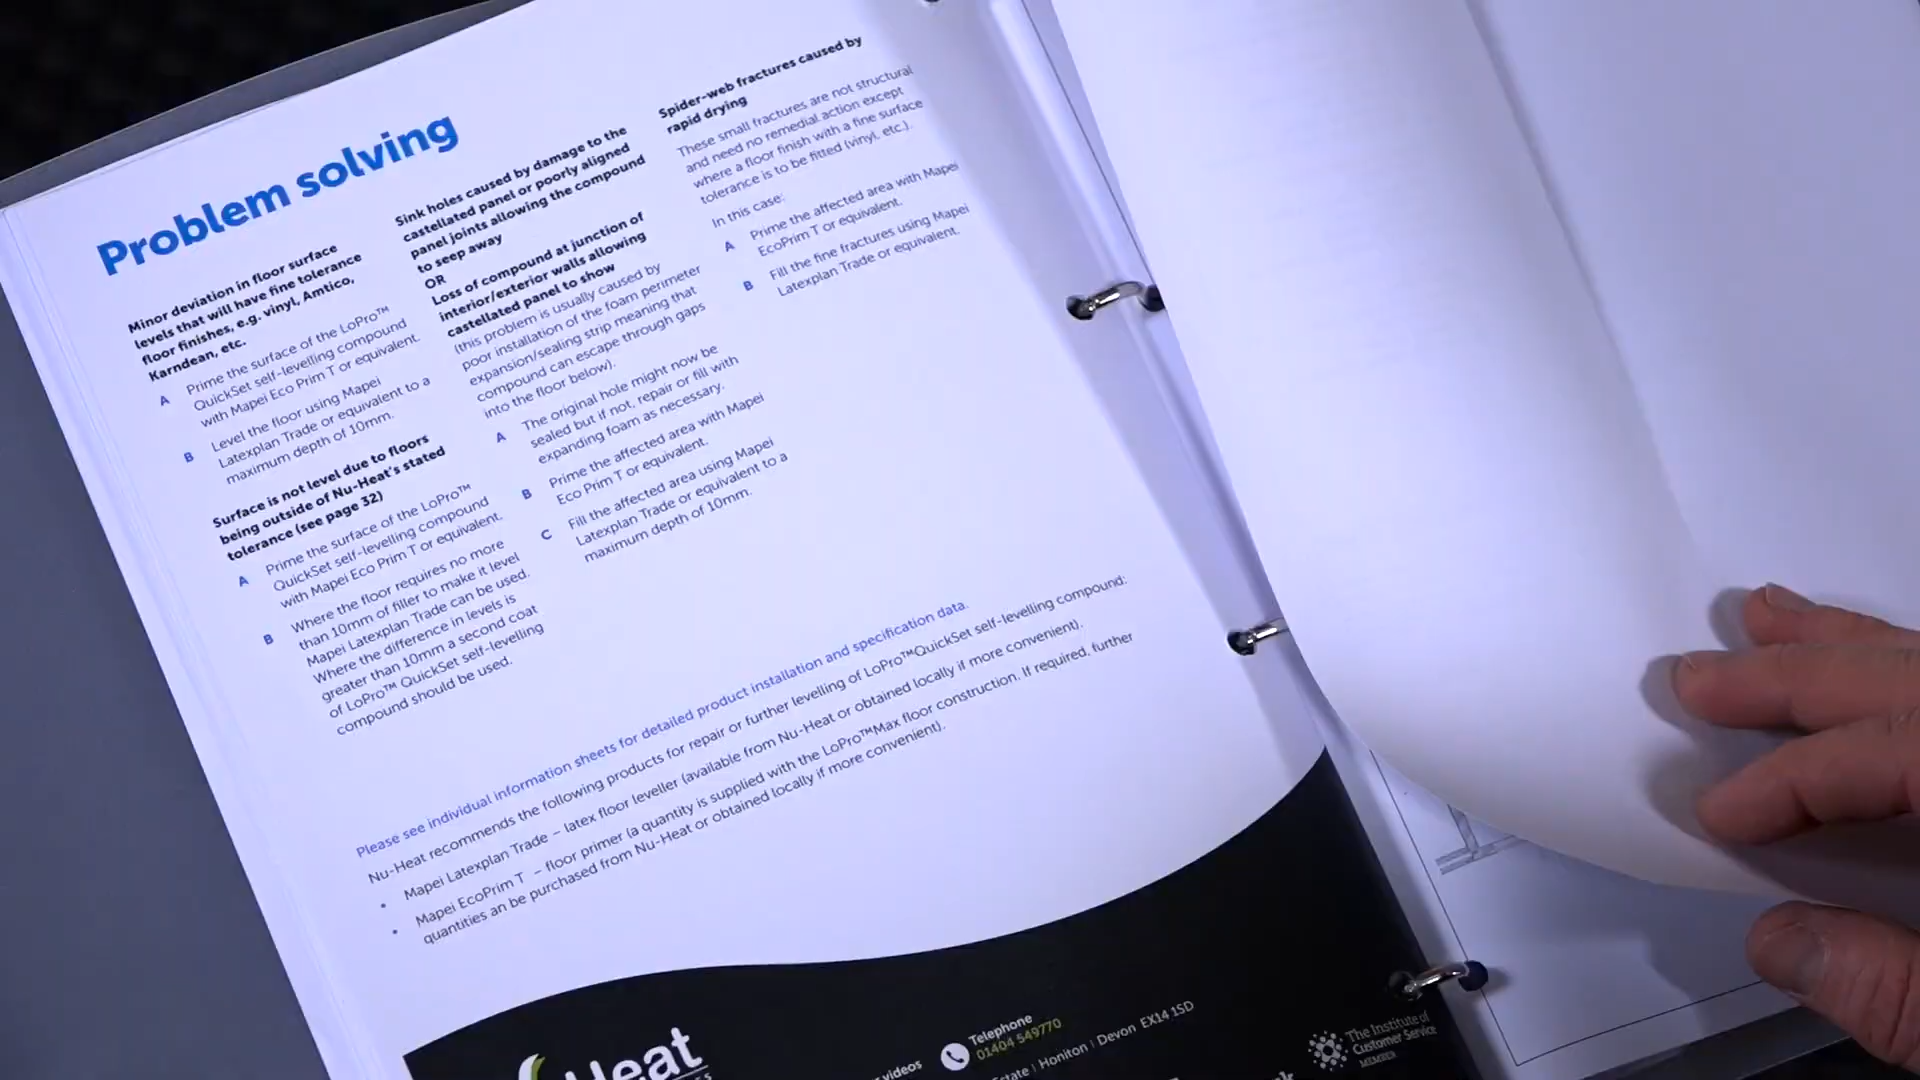 Problem solving
Minor deviation in floor surface
levels that will have fine tolerance
floor finishes, e.g. vinyl, Amtico,
Karndean, etc.
A Prime the surface of the LoPro™
QuickSet self-levelling compound
with Mapei Eco Prim T or equivalent.
B Level the floor using Mapei
Latexplan Trade or equivalent to a
maximum depth of 10mm.
Surface is not level due to floors
being outside of Nu-Heat's stated
tolerance (see page 32)
A Prime the surface of the LoPro™
QuickSet self-levelling compound
with Mapei Eco Prim T or equivalent.
B Where the floor requires no more
than 10mm of filler to make it level
Mapei Latexplan Trade can be used.
Where the difference in levels is
greater than 10mm a second coat
of LoPro™ QuickSet self-levelling
compound should be used.
Sink holes caused by damage to the
castellated panel or poorly aligned
panel joints allowing the compound
to seep away
OR
Loss of compound at junction of
interior/exterior walls allowing
castellated panel to show
(this problem is usually caused by
poor installation of the foam perimeter
expansion/sealing strip meaning that
compound can escape through gaps
into the floor below).
A The original hole might now be
sealed but if not, repair or fill with
expanding foam as necessary.
B Prime the affected area with Mapei
Eco Prim T or equivalent.
C Fill the affected area using Mapei
Latexplan Trade or equivalent to a
maximum depth of 10mm.
Spider-web fractures caused by
rapid drying
These small fractures are not structural
and need no remedial action except
where a floor finish with a fine surface
tolerance is to be fitted (vinyl, etc.).
In this case:
A Prime the affected area with Mapei
EcoPrim T or equivalent.
B Fill the fine fractures using Mapei
Latexplan Trade or equivalent.
Please see individual information sheets for detailed product installation and specification data.
Nu-Heat recommends the following products for repair or further levelling of LoPro™QuickSet self-levelling compound:
• Mapei Latexplan Trade – latex floor leveller (available from Nu-Heat or obtained locally if more convenient).
• Mapei EcoPrim T – floor primer (a quantity is supplied with the LoPro™Max floor construction. If required, further
quantities an be purchased from Nu-Heat or obtained locally if more convenient).
Heat
videos
Telephone
01404 549770
Estate | Honiton | Devon EX14 1SD
The Institute of
Customer Service
MEMBER